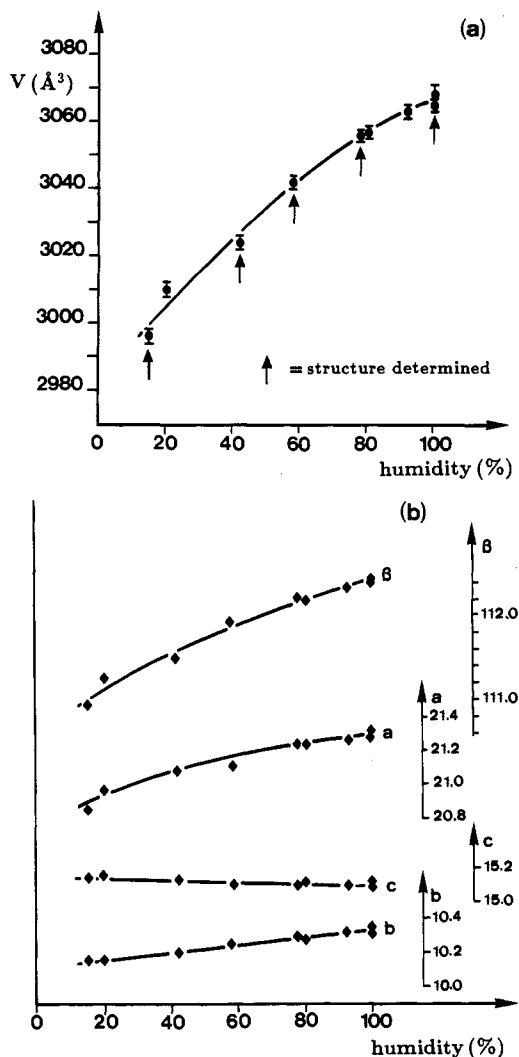 (a)
3080
V (Å³)
3060
3040
3020
3000
2980
= structure determined
0 20 40 60 80 100
humidity (%)
(b)
β
β
112.0
111.0
a
a
21.4
21.2
21.0
20.8
c
c
15.2
15.0
b
b
10.4
10.2
10.0
0 20 40 60 80 100
humidity (%)